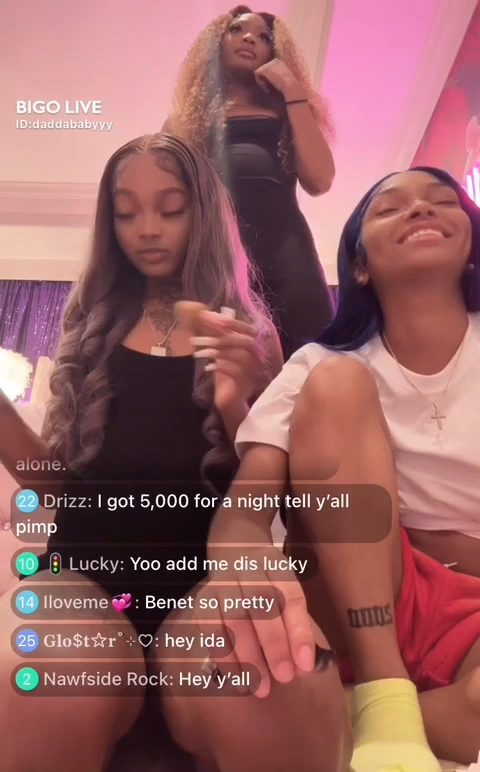 BIGO LIVE
ID:daddababyyy
alone.
22 Drizz: I got 5,000 for a night tell y’all
pimp
10 🚦 Lucky: Yoo add me dis lucky
14 Iloveme💞 : Benet so pretty
25 𝐆𝐥𝐨$𝐭☆𝐫˚⊹♡: hey ida
2 Nawfside Rock: Hey y’all